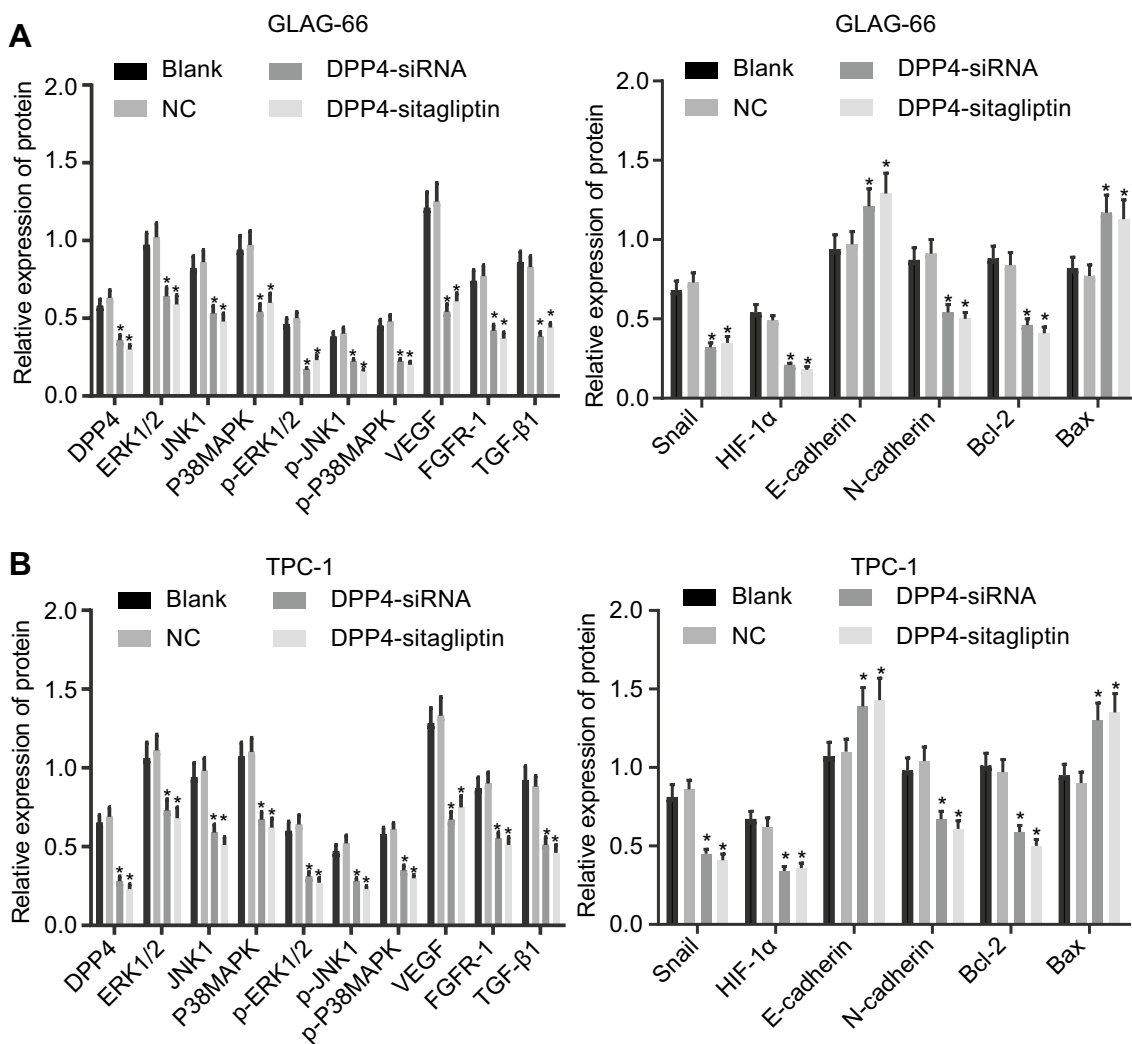 A
GLAG-66
Blank
DPP4-siRNA
NC
DPP4-sitagliptin
Relative expression of protein
2.0
1.5
1.0
0.5
0.0
* * * * * * * * * * * * * * * * * * * *
DPP4
ERK1/2
JNK1
P38MAPK
p-ERK1/2
p-JNK1
p-P38MAPK
VEGF
FGFR-1
TGF-β1
GLAG-66
Blank
DPP4-siRNA
NC
DPP4-sitagliptin
Relative expression of protein
2.0
1.5
1.0
0.5
0.0
* * * * * * * * * * * *
Snail
HIF-1α
E-cadherin
N-cadherin
Bcl-2
Bax
B
TPC-1
Blank
DPP4-siRNA
NC
DPP4-sitagliptin
Relative expression of protein
2.0
1.5
1.0
0.5
0.0
* * * * * * * * * * * * * * * * * * * *
DPP4
ERK1/2
JNK1
P38MAPK
p-ERK1/2
p-JNK1
p-P38MAPK
VEGF
FGFR-1
TGF-β1
TPC-1
Blank
DPP4-siRNA
NC
DPP4-sitagliptin
Relative expression of protein
2.0
1.5
1.0
0.5
0.0
* * * * * * * * * * * *
Snail
HIF-1α
E-cadherin
N-cadherin
Bcl-2
Bax